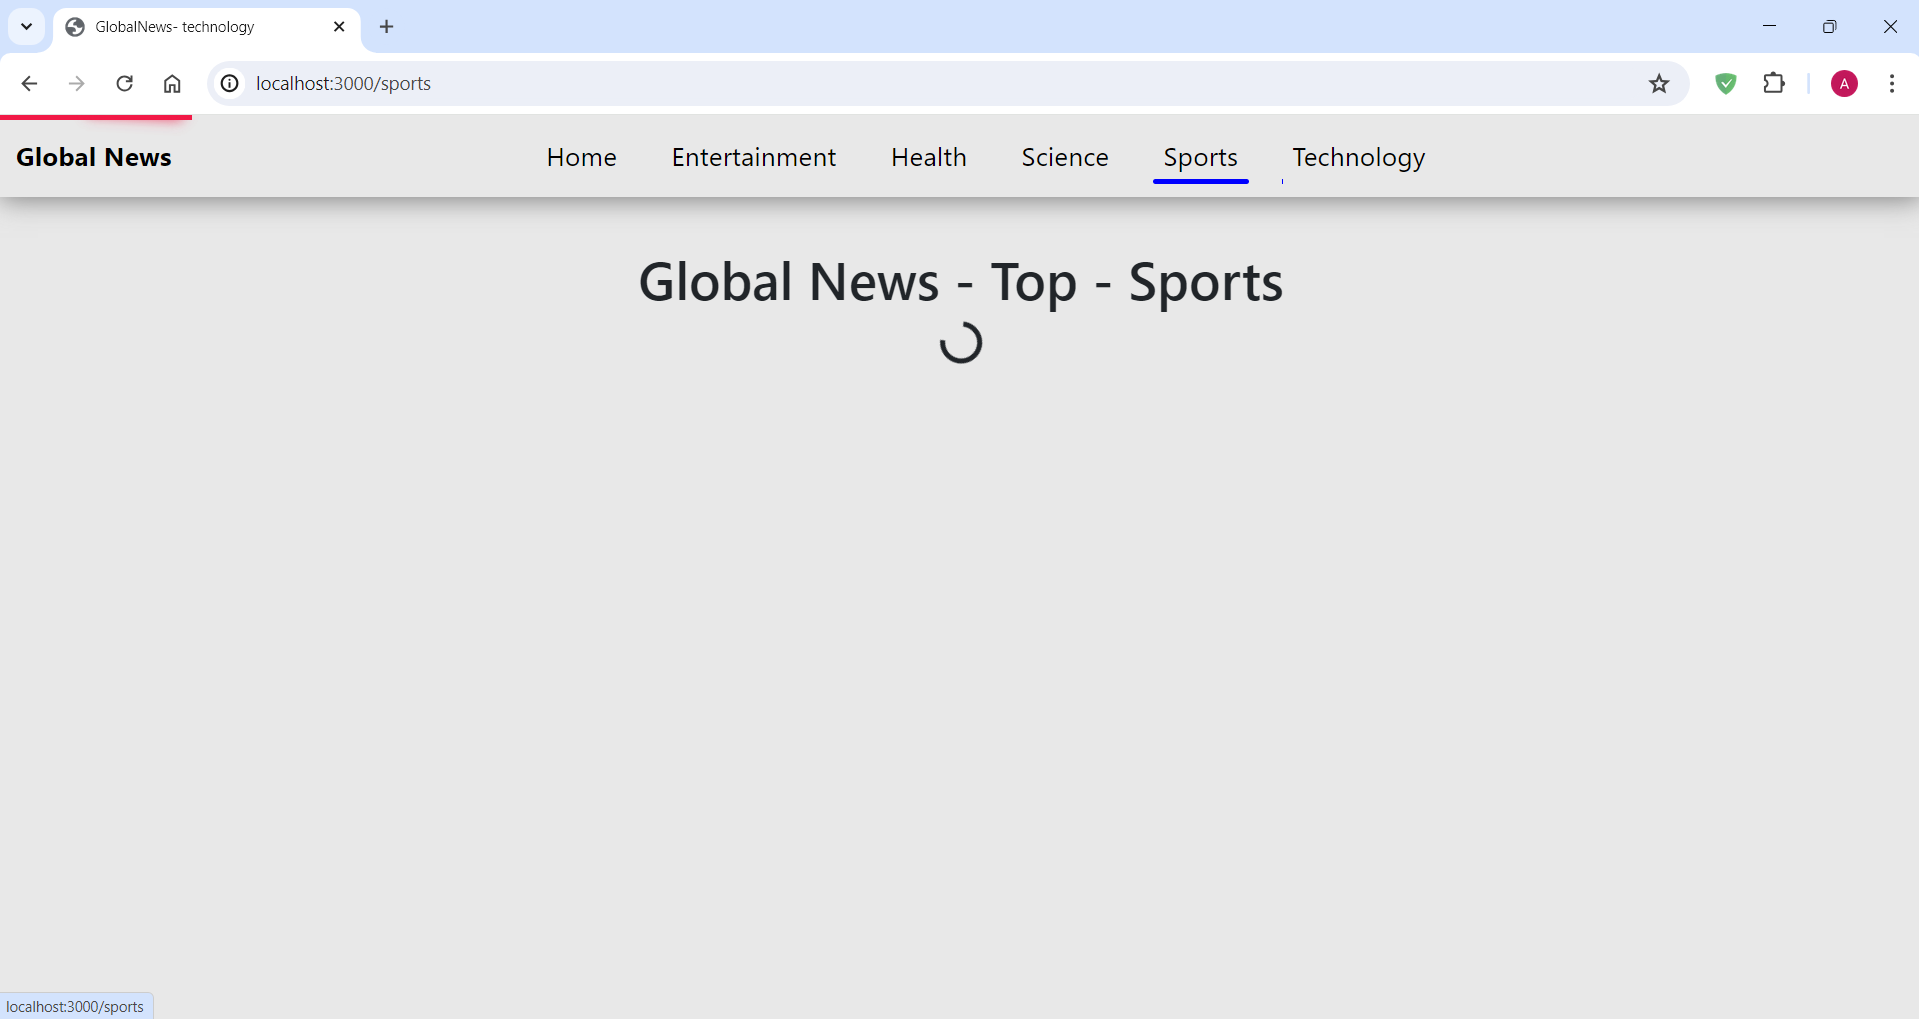 GlobalNews- technology
localhost:3000/sports
A
Global News Home Entertainment Health Science Sports Technology
Global News - Top - Sports
localhost:3000/sports